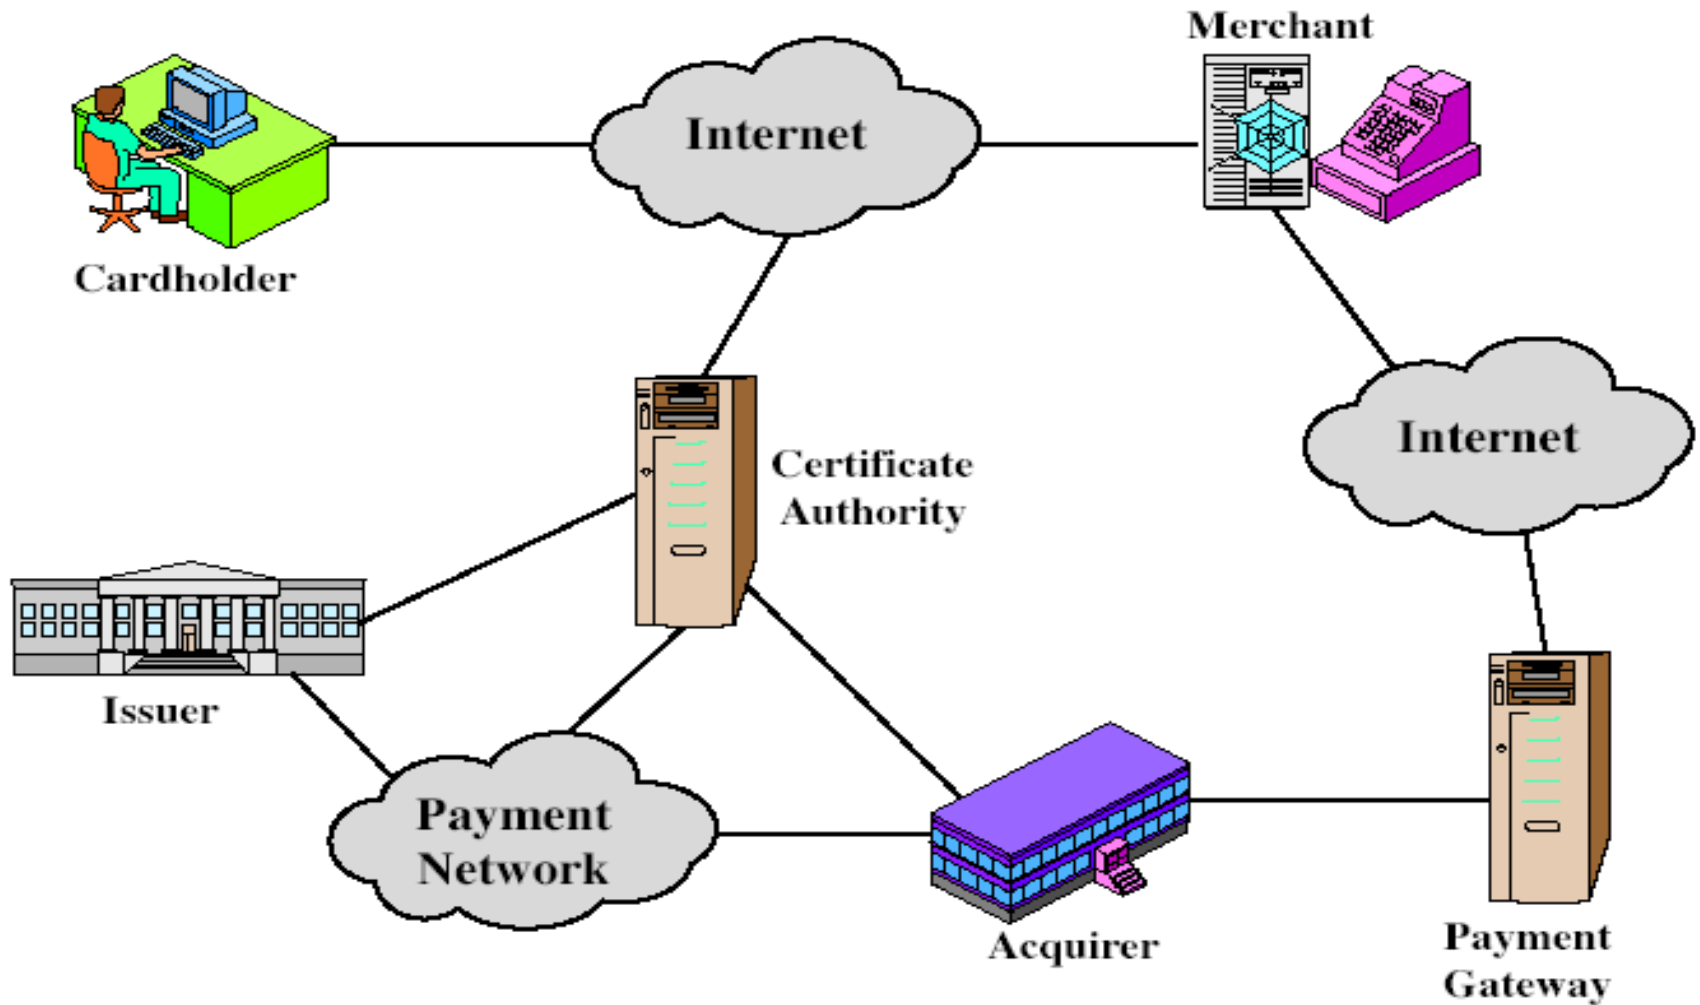 Merchant
Internet
Cardholder
Internet
Certificate
Authority
Issuer
Payment
Network
Acquirer
Payment
Gateway